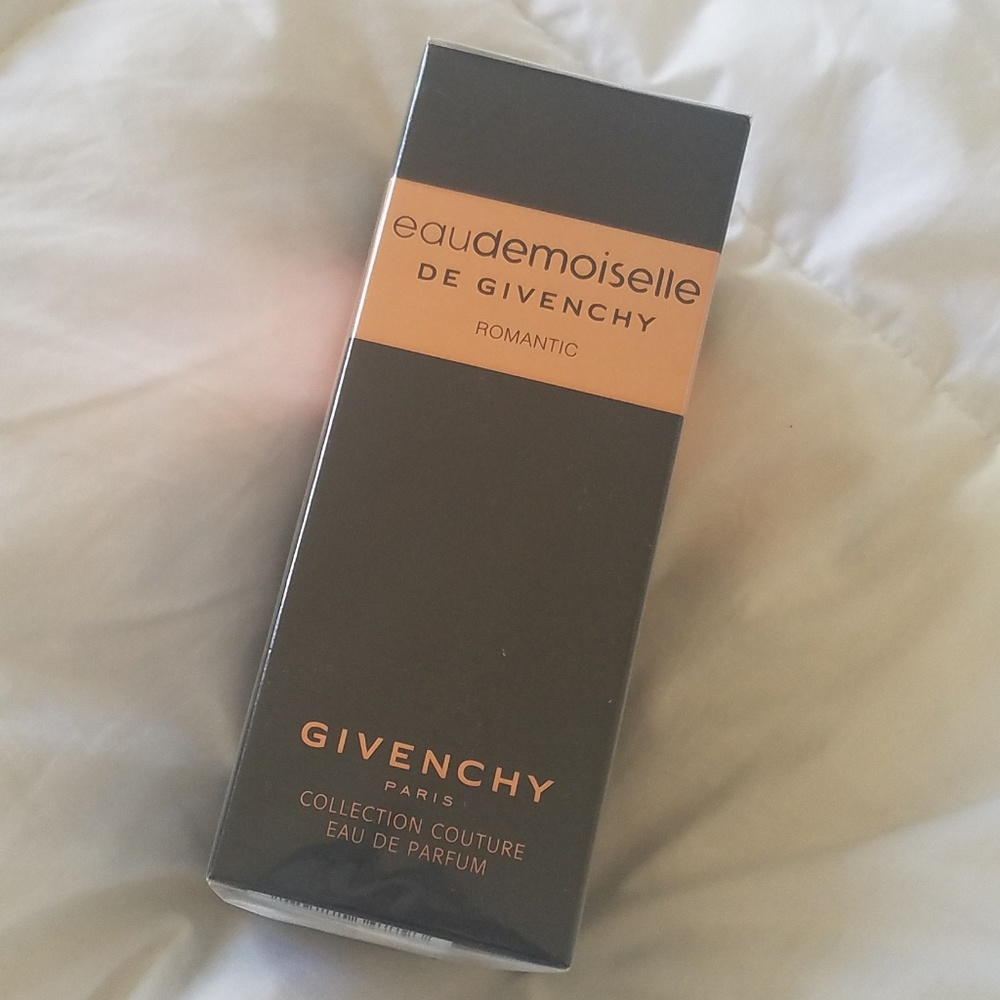 eaudemoiselle
DE GIVENCHY
ROMANTIC
GIVENCHY
PARIS
COLLECTION COUTURE
EAU DE PARFUM